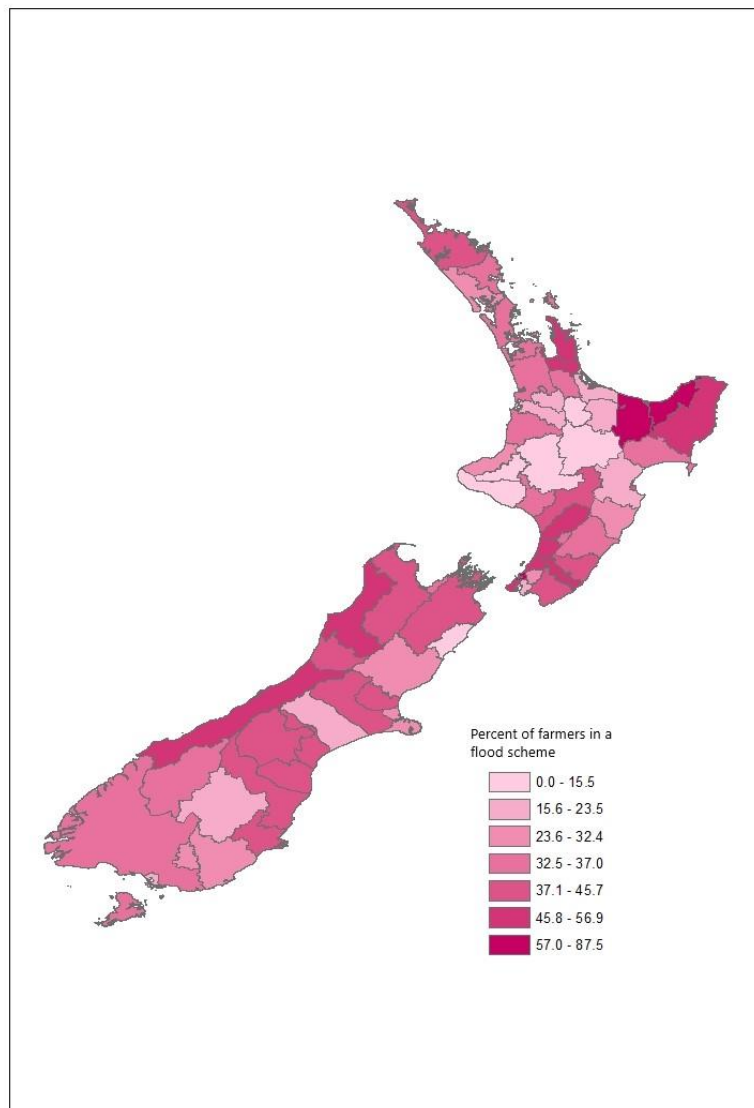 Percent of farmers in a
flood scheme
0.0 - 15.5
15.6 - 23.5
23.6 - 32.4
32.5 - 37.0
37.1 - 45.7
45.8 - 56.9
57.0 - 87.5